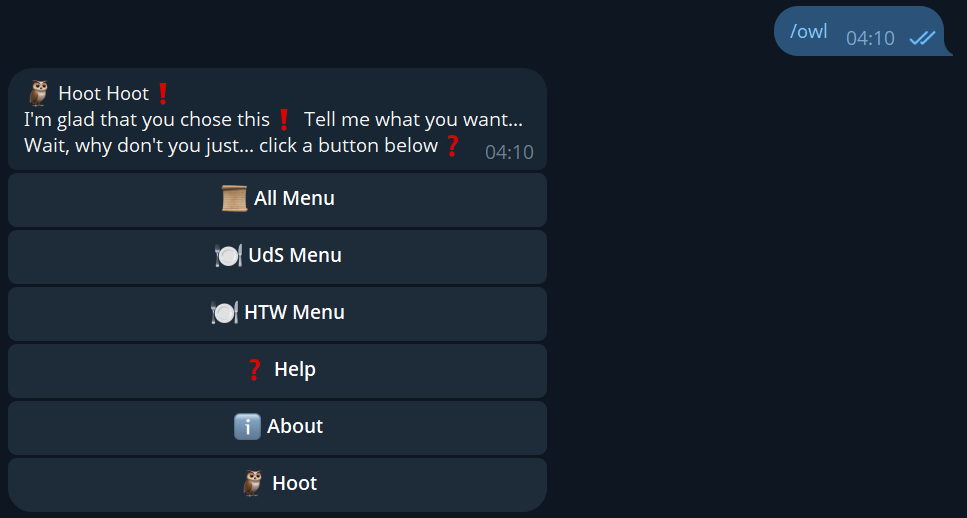 /owl 04:10
🦉 Hoot Hoot❗
I'm glad that you chose this❗ Tell me what you want...
Wait, why don't you just... click a button below❓ 04:10
📜 All Menu
🍽️ UdS Menu
🍽️ HTW Menu
❓ Help
ℹ️ About
🦉 Hoot